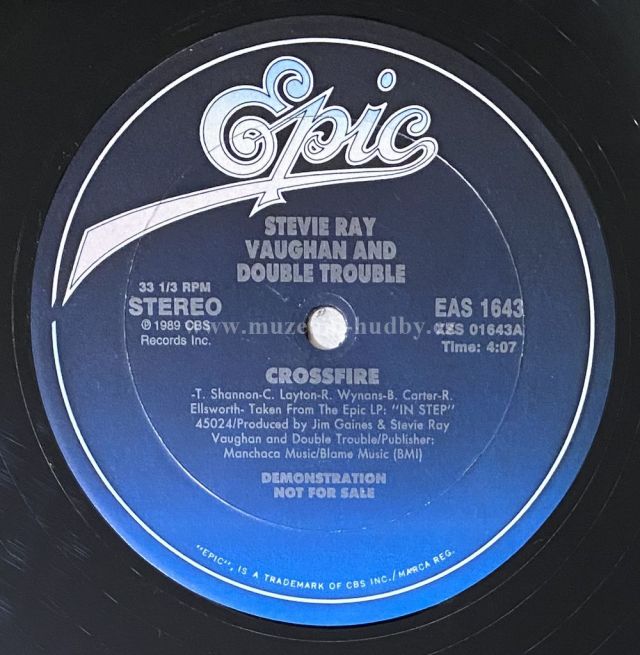 Epic
STEVIE RAY
VAUGHAN AND
DOUBLE TROUBLE
33 1/3 RPM
STEREO
℗ 1989 CBS
Records Inc.
EAS 1643
XSS 01643A
Time: 4:07
www.muzeum-hudby.cz
CROSSFIRE
-T. Shannon-C. Layton-R. Wynans-B. Carter-R.
Ellsworth- Taken From The Epic LP: "IN STEP"
45024/Produced by Jim Gaines & Stevie Ray
Vaughan and Double Trouble/Publisher:
Manchaca Music/Blame Music (BMI)
DEMONSTRATION
NOT FOR SALE
"EPIC", IS A TRADEMARK OF CBS INC./MARCA REG.